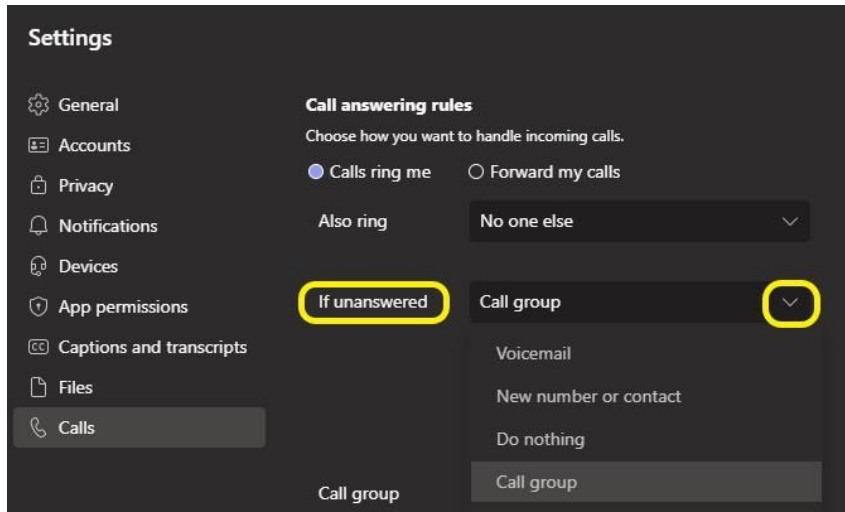 Settings
General
Accounts
Privacy
Notifications
Devices
App permissions
CC Captions and transcripts
Files
Calls
Call answering rules
Choose how you want to handle incoming calls.
Calls ring me Forward my calls
Also ring No one else
If unanswered Call group
Voicemail
New number or contact
Do nothing
Call group
Call group